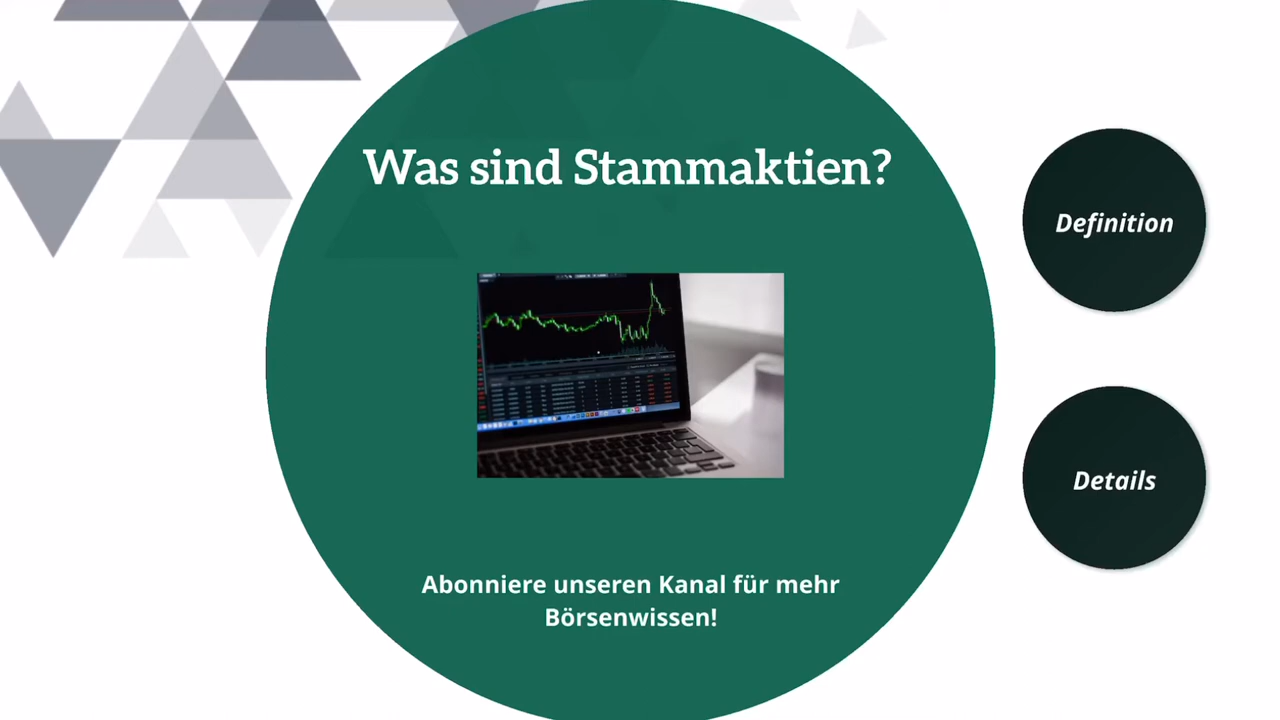 Was sind Stammaktien?
Definition
Details
Abonniere unseren Kanal für mehr
Börsenwissen!